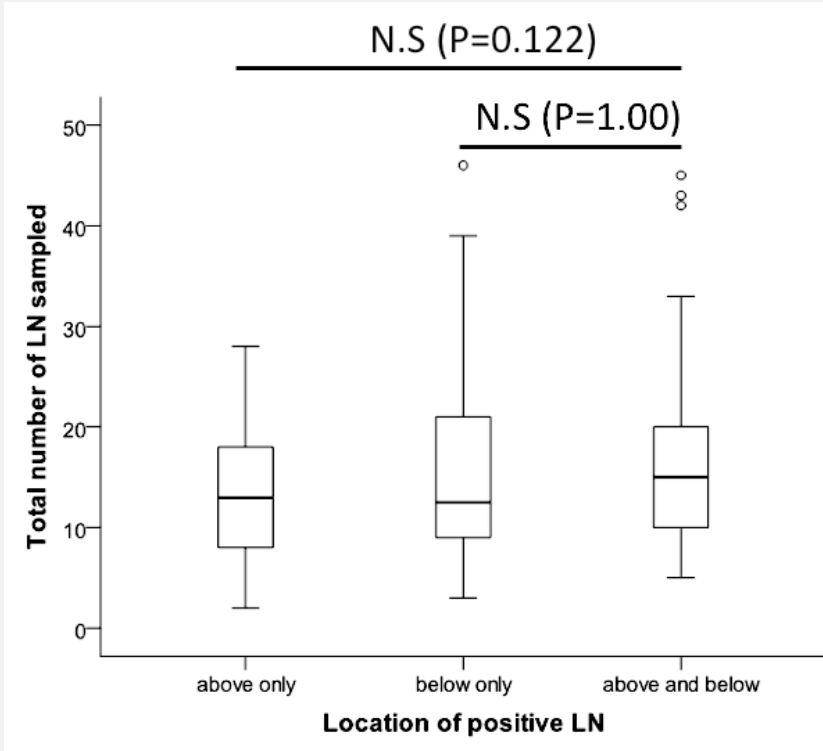 N.S (P=0.122)
N.S (P=1.00)
Total number of LN sampled
50
40
30
20
10
0
above only
below only
above and below
Location of positive LN